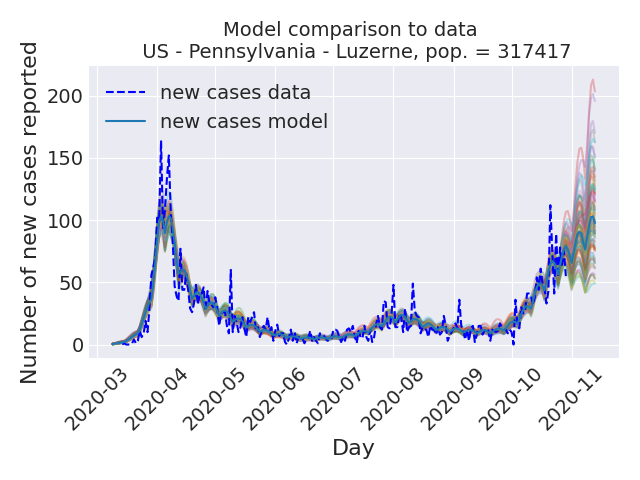 Model comparison to data
US - Pennsylvania - Luzerne, pop. = 317417
Number of new cases reported
200
150
100
50
0
new cases data
new cases model
2020-03
2020-04
2020-05
2020-06
2020-07
2020-08
2020-09
2020-10
2020-11
Day